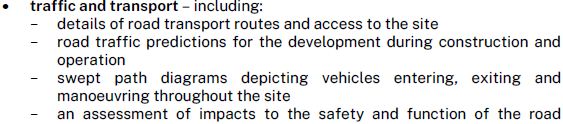 • traffic and transport – including:
– details of road transport routes and access to the site
– road traffic predictions for the development during construction and
operation
– swept path diagrams depicting vehicles entering, exiting and
manoeuvring throughout the site
– an assessment of impacts to the safety and function of the road